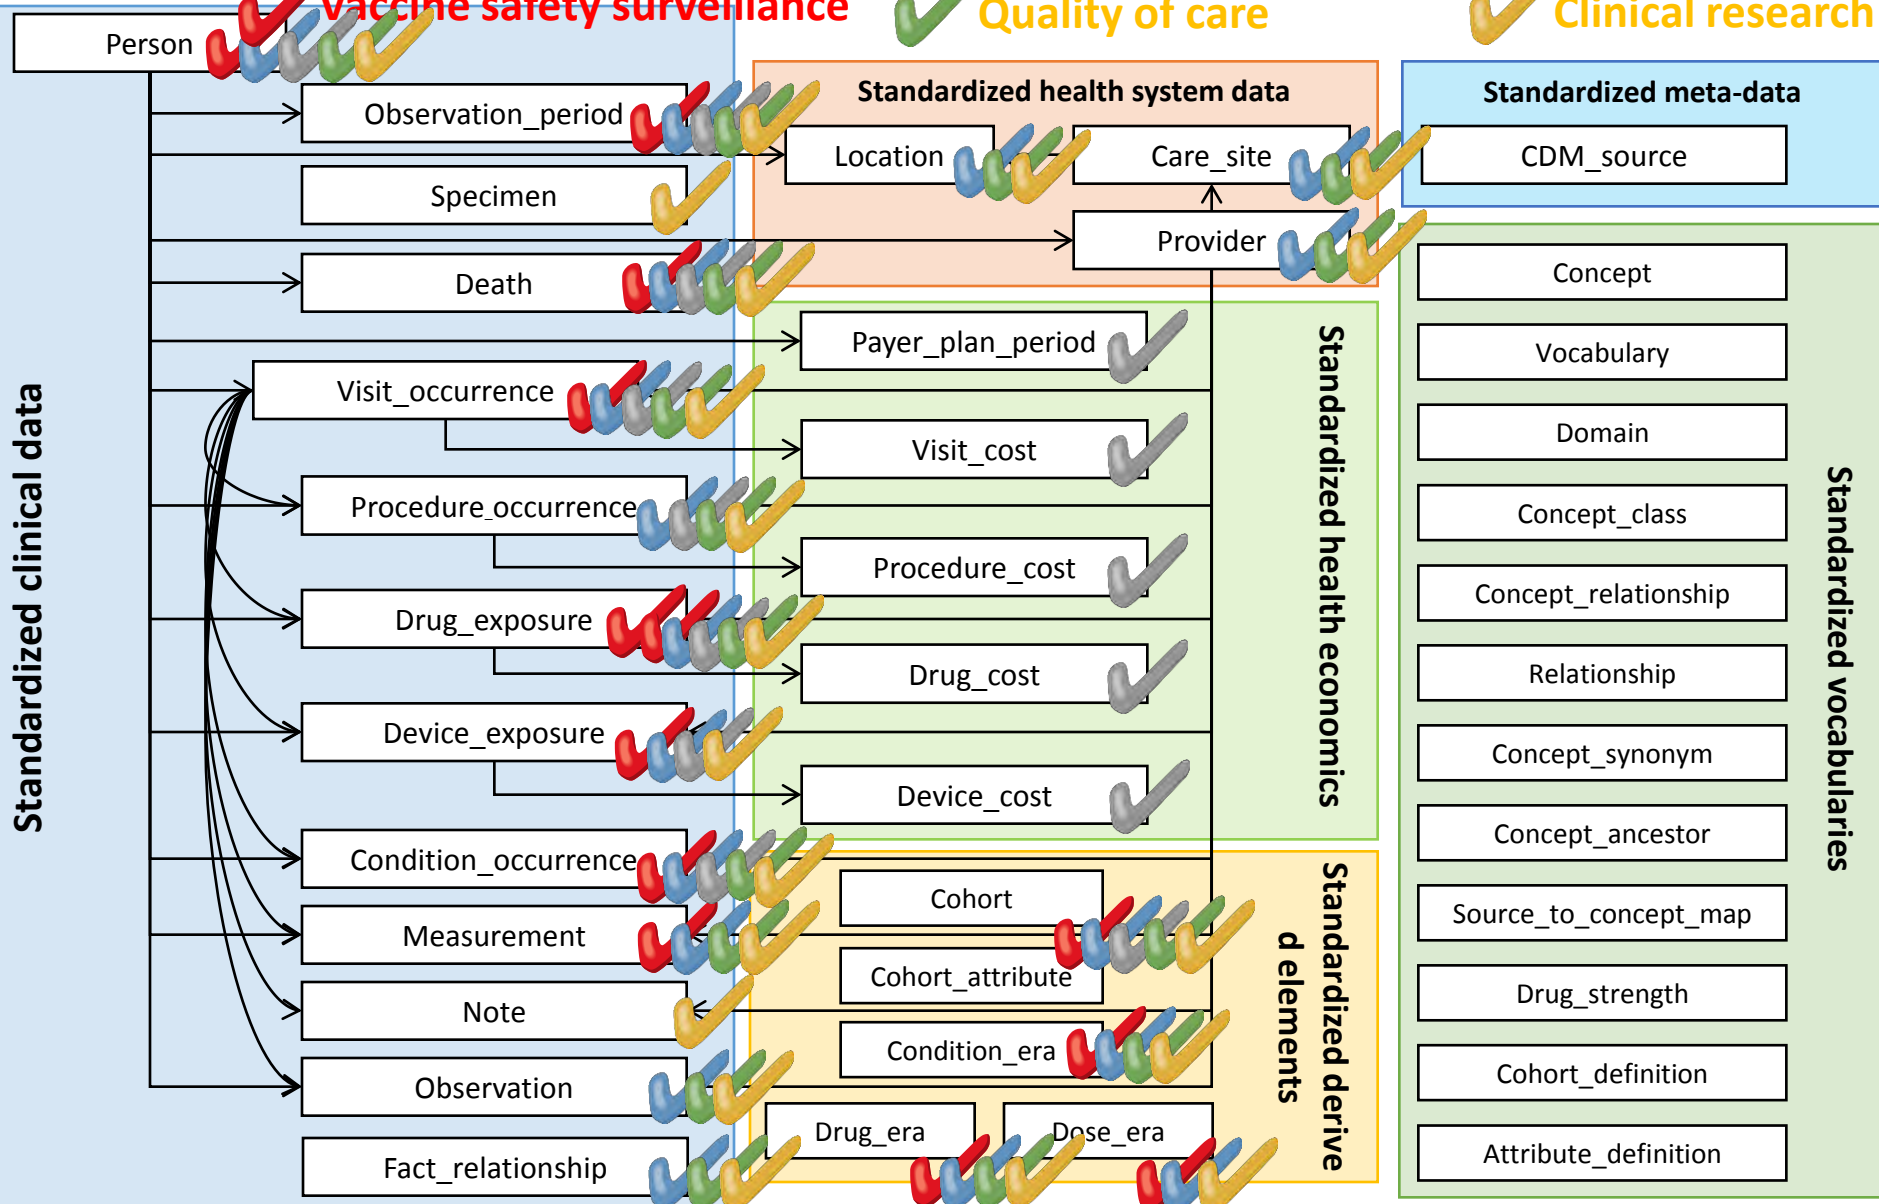 Vaccine safety surveillance
Quality of care
Clinical research
Person
Observation_period
Specimen
Death
Visit_occurrence
Procedure_occurrence
Drug_exposure
Device_exposure
Condition_occurrence
Measurement
Note
Observation
Fact_relationship
Standardized clinical data
Standardized health system data
Location
Care_site
Provider
Payer_plan_period
Visit_cost
Procedure_cost
Drug_cost
Device_cost
Standardized health economics
Cohort
Cohort_attribute
Condition_era
Drug_era
Dose_era
Standardized derive
d elements
Standardized meta-data
CDM_source
Concept
Vocabulary
Domain
Concept_class
Concept_relationship
Relationship
Concept_synonym
Concept_ancestor
Source_to_concept_map
Drug_strength
Cohort_definition
Attribute_definition
Standardized vocabularies